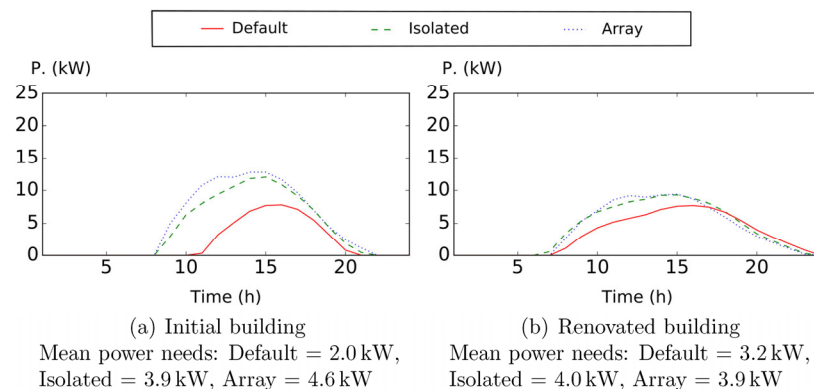 Default Isolated Array
P. (kW) P. (kW)
25 25
20 20
15 15
10 10
5 5
0 0
5 10 15 20 5 10 15 20
Time (h) Time (h)
(a) Initial building (b) Renovated building
Mean power needs: Default = 2.0 kW, Mean power needs: Default = 3.2 kW,
Isolated = 3.9 kW, Array = 4.6 kW Isolated = 4.0 kW, Array = 3.9 kW